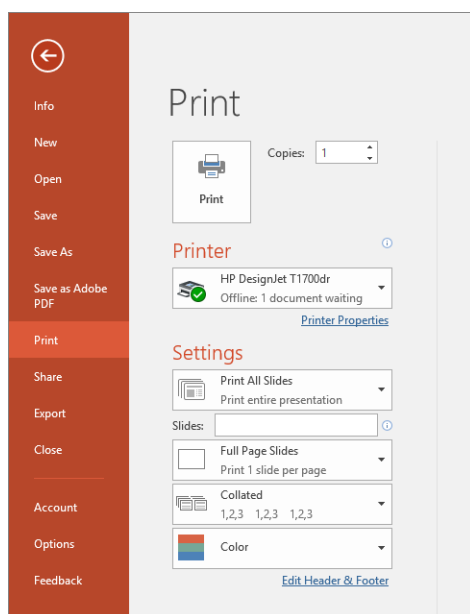 Print
Info
New
Open
Save
Save As
Save as Adobe
PDF
Print
Share
Export
Close
Account
Options
Feedback
Print
Copies: 1
Printer
HP DesignJet T1700dr
Offline: 1 document waiting
Printer Properties
Settings
Print All Slides
Print entire presentation
Slides:
Full Page Slides
Print 1 slide per page
Collated
1,2,3 1,2,3 1,2,3
Color
Edit Header & Footer